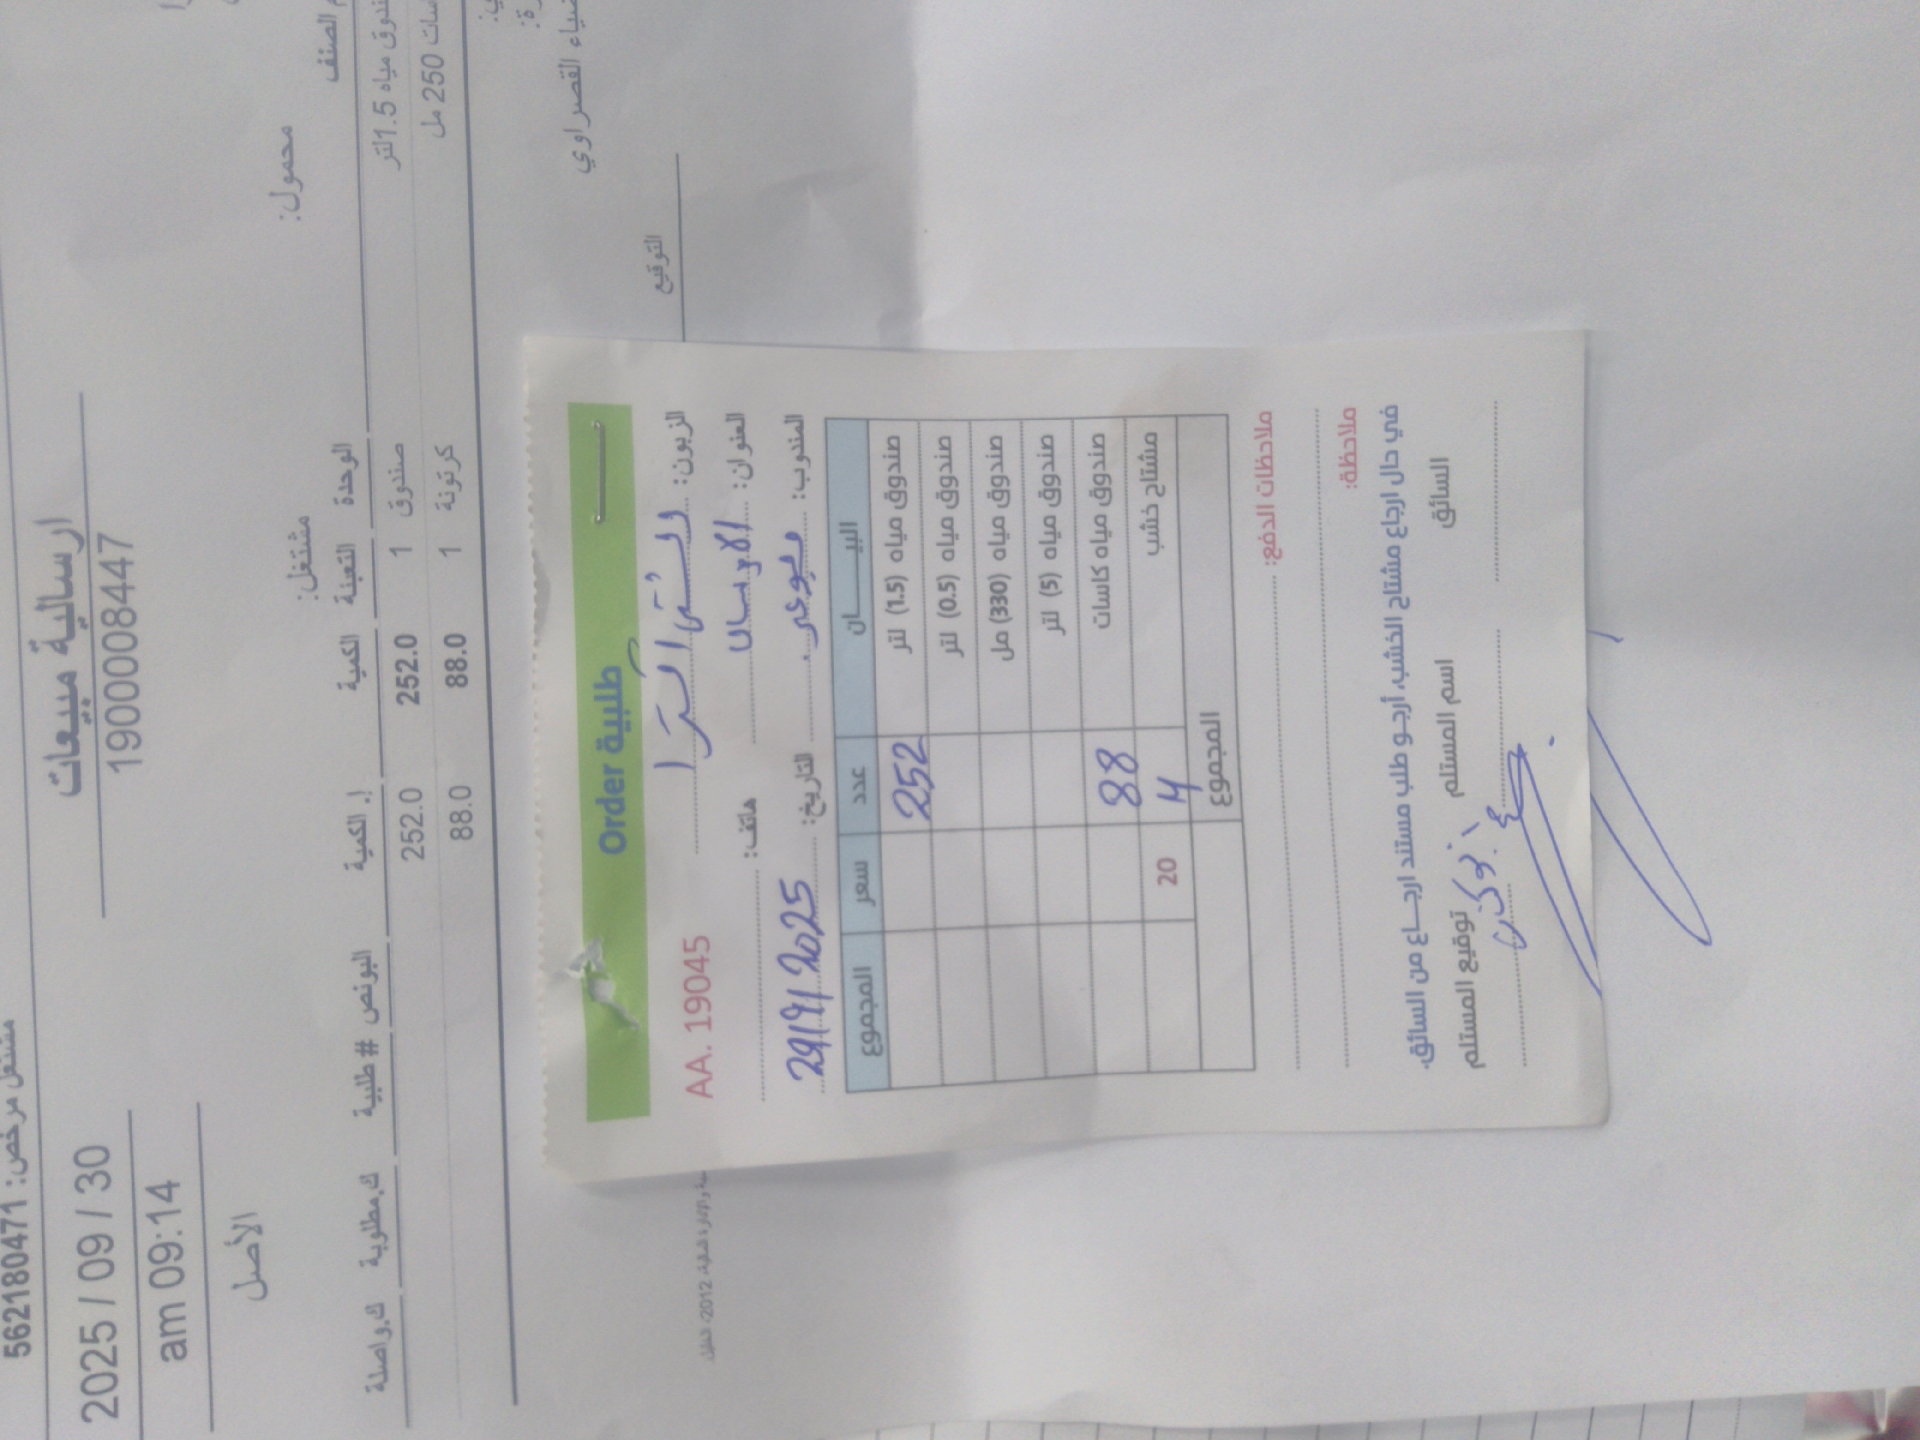 مشتغل مرخص: 562180471
ارسالية مبيعات
1900008447
2025 / 09 / 30
am 09:14
الأصل
محمول:
مشتغل:
الصنف الوحدة التعبئة الكمية إ. الكمية البونص # طلبية ك.مطلوبة ك.واصلة
صندوق مياه 1.5لتر صندوق 1 252.0 252.0
250 مل كرتونة 1 88.0 88.0
ضياء القصراوي
التوقيع
طلبية Order
AA. 19045
الزبون:
العنوان:
هاتف:
المندوب:
التاريخ: 29/9/2025
البيـــــان عدد سعر المجموع
صندوق مياه (1.5) لتر 252
صندوق مياه (0.5) لتر
صندوق مياه (330) مل
صندوق مياه (5) لتر
صندوق مياه كاسات 88
مشتاح خشب 4 20
المجموع
ملاحظات الدفع:
ملاحظة:
في حال ارجاع مشتاح الخشب، أرجو طلب مستند ارجــاع من السائق.
السائق اسم المستلم توقيع المستلم